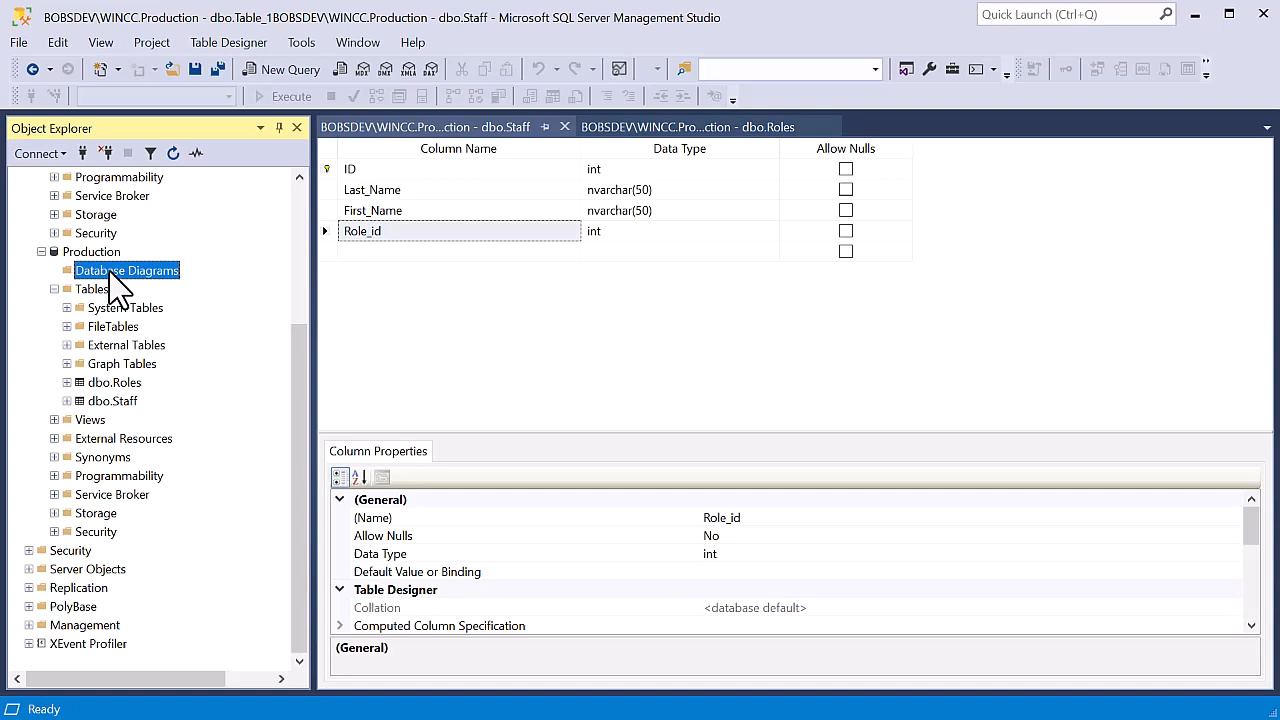 BOBSDEV\WINCC.Production - dbo.Table_1BOBSDEV\WINCC.Production - dbo.Staff - Microsoft SQL Server Management Studio
Quick Launch (Ctrl+Q)
File Edit View Project Table Designer Tools Window Help
New Query MDX DMX XMLA DAX
Execute
Object Explorer
Connect
Programmability
Service Broker
Storage
Security
Production
Database Diagrams
Tables
System Tables
FileTables
External Tables
Graph Tables
dbo.Roles
dbo.Staff
Views
External Resources
Synonyms
Programmability
Service Broker
Storage
Security
Security
Server Objects
Replication
PolyBase
Management
XEvent Profiler
BOBSDEV\WINCC.Pro...ction - dbo.Staff BOBSDEV\WINCC.Pro...ction - dbo.Roles
Column Name Data Type Allow Nulls
ID int
Last_Name nvarchar(50)
First_Name nvarchar(50)
Role_id int
Column Properties
(General)
(Name) Role_id
Allow Nulls No
Data Type int
Default Value or Binding
Table Designer
Collation <database default>
Computed Column Specification
(General)
Ready